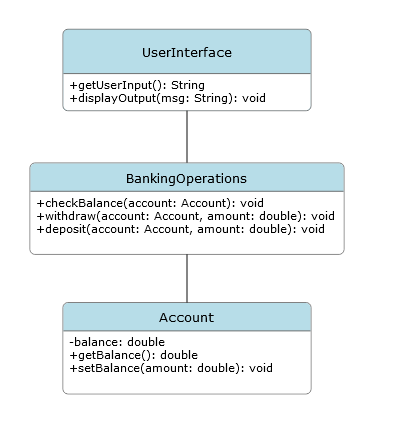 UserInterface
+getUserInput(): String
+displayOutput(msg: String): void
BankingOperations
+checkBalance(account: Account): void
+withdraw(account: Account, amount: double): void
+deposit(account: Account, amount: double): void
Account
-balance: double
+getBalance(): double
+setBalance(amount: double): void